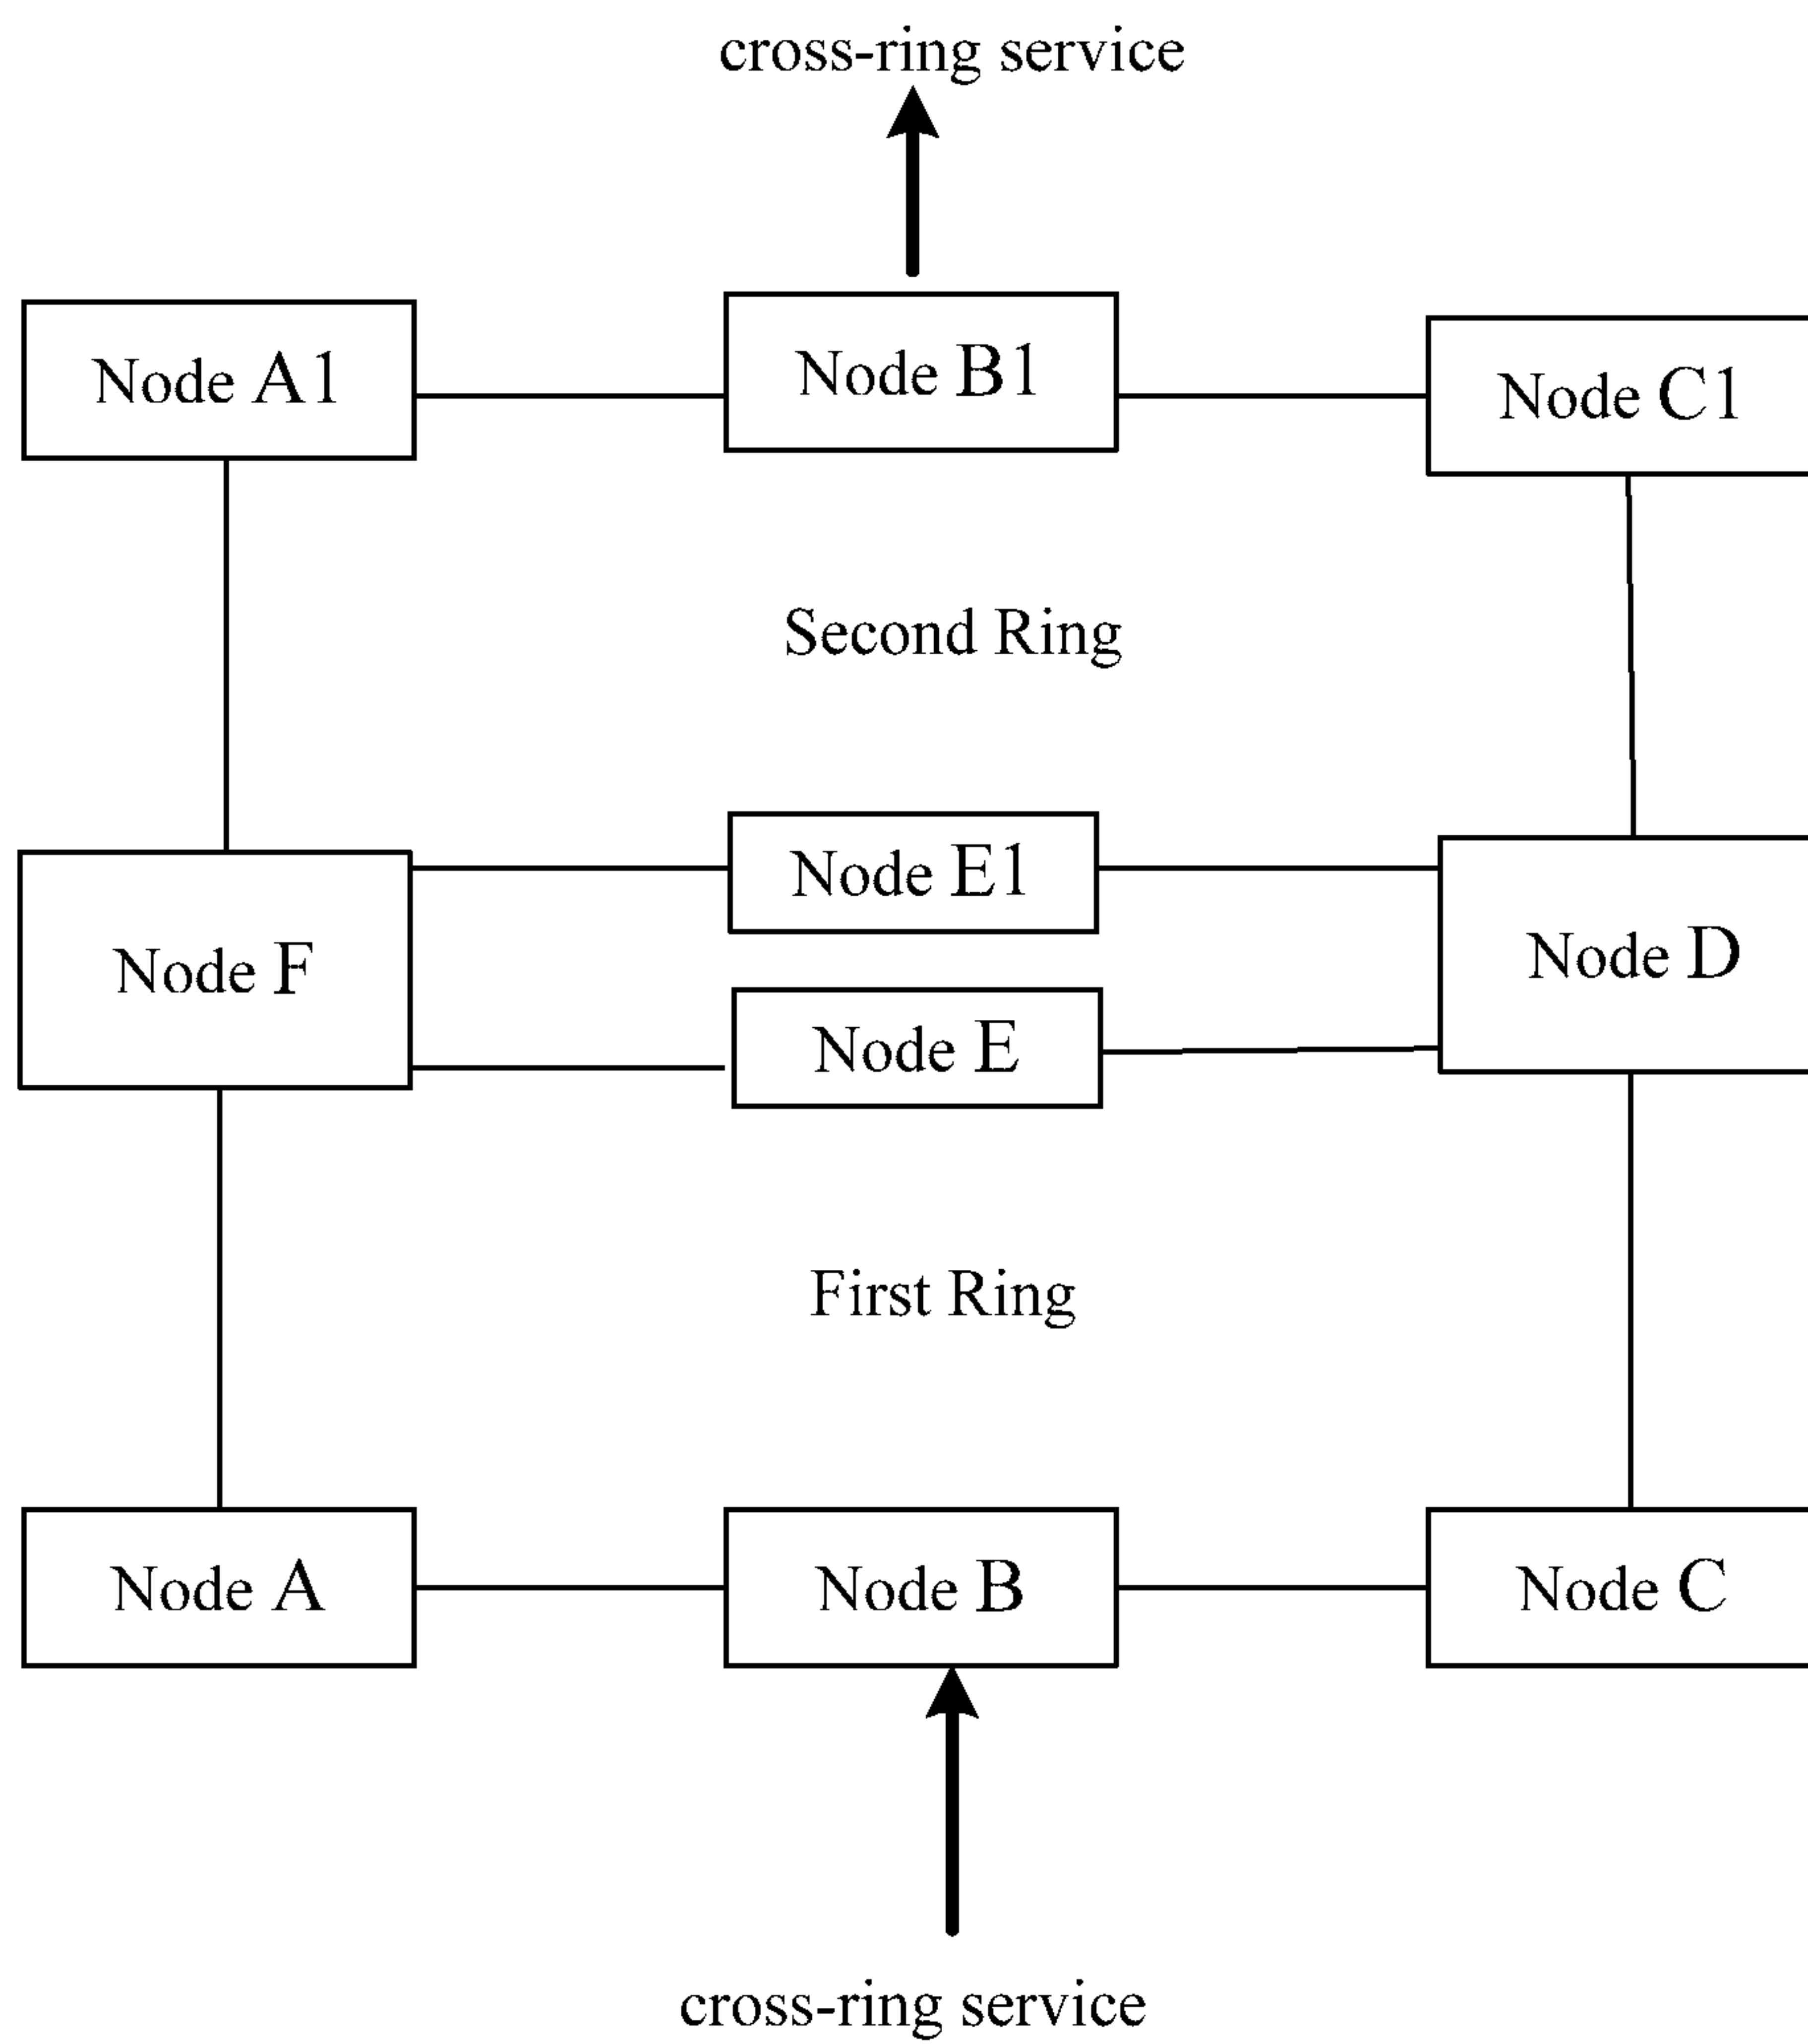 cross-ring service
Node A1
Node B1
Node C1
Second Ring
Node E1
Node F
Node D
Node E
First Ring
Node A
Node B
Node C
cross-ring service